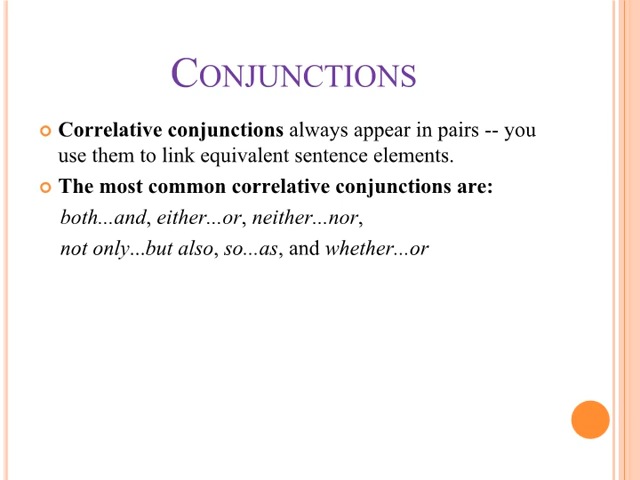 CONJUNCTIONS
Correlative conjunctions always appear in pairs -- you
use them to link equivalent sentence elements.
The most common correlative conjunctions are:
both...and, either...or, neither...nor,
not only...but also, so...as, and whether...or